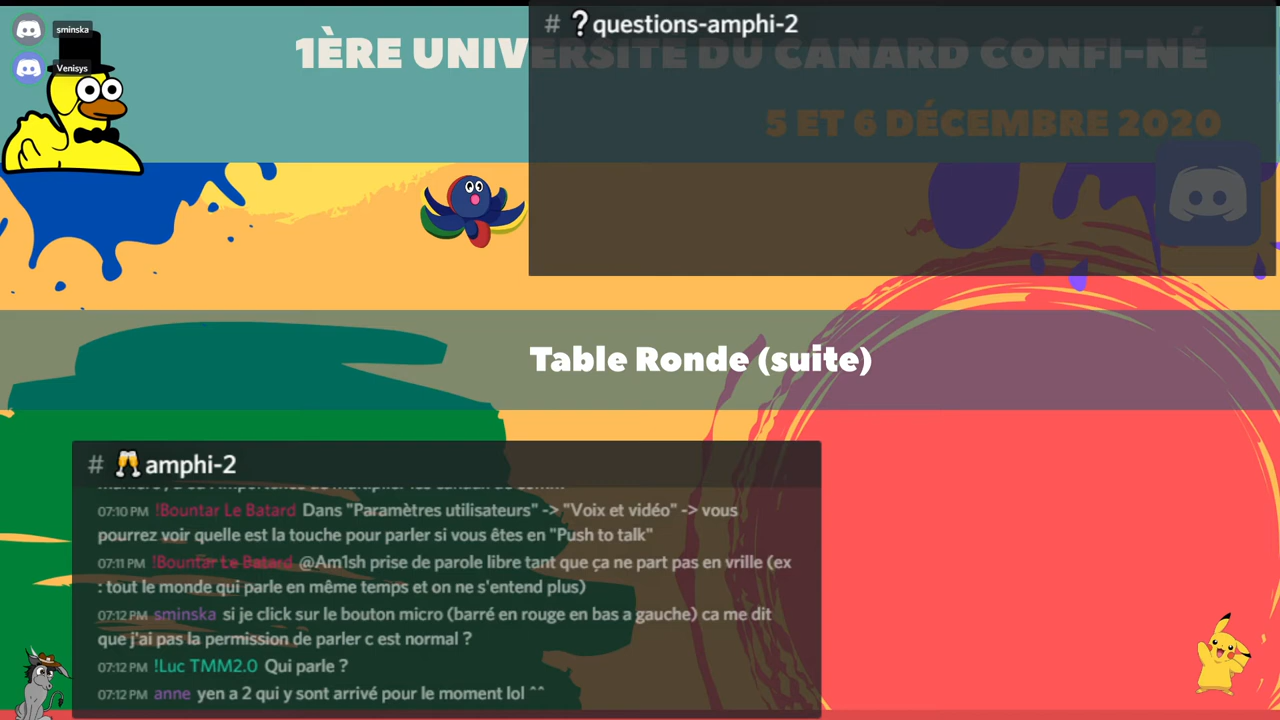 sminska
Venisys
1ÈRE UNIVERSITÉ DU CANARD CONFI-NÉ
5 ET 6 DÉCEMBRE 2020
# ?questions-amphi-2
Table Ronde (suite)
# amphi-2
07:10 PM !Bountar Le Batard Dans "Paramètres utilisateurs" -> "Voix et vidéo" -> vous
pourrez voir quelle est la touche pour parler si vous êtes en "Push to talk"
07:11 PM !Bountar Le Batard @Am1sh prise de parole libre tant que ça ne part pas en vrille (ex
: tout le monde qui parle en même temps et on ne s'entend plus)
07:12 PM sminska si je click sur le bouton micro (barré en rouge en bas a gauche) ca me dit
que j'ai pas la permission de parler c est normal ?
07:12 PM !Luc TMM2.0 Qui parle ?
07:12 PM anne yen a 2 qui y sont arrivé pour le moment lol ^^